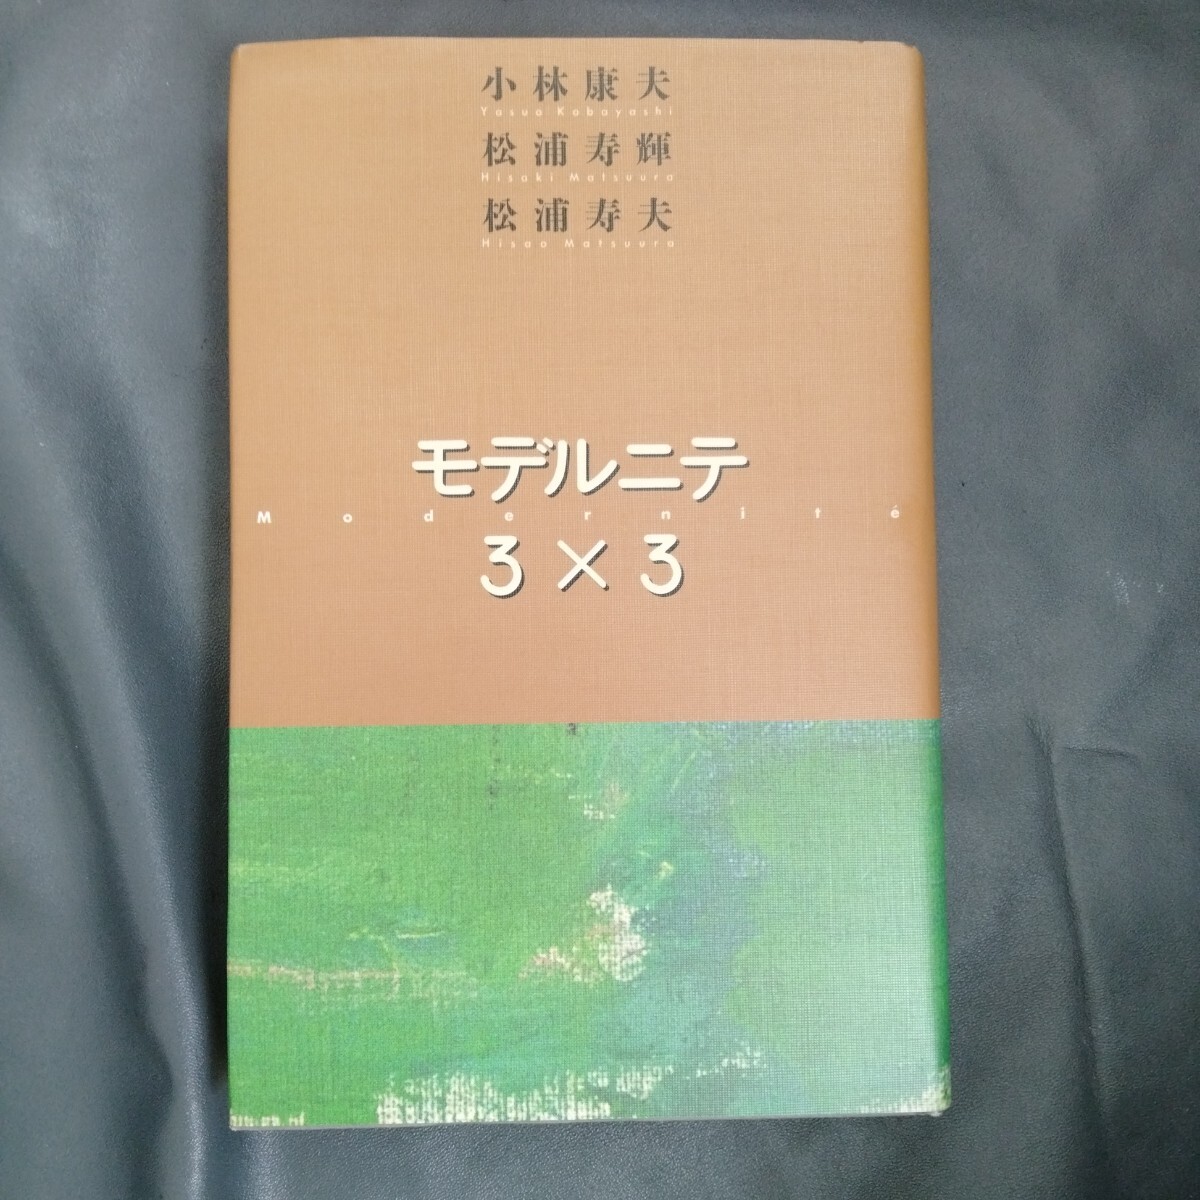 小林康夫
Yasuo Kobayashi
松浦寿輝
Hisaki Matsuura
松浦寿夫
Hisao Matsuura
モデルニテ
Modernité
3×3